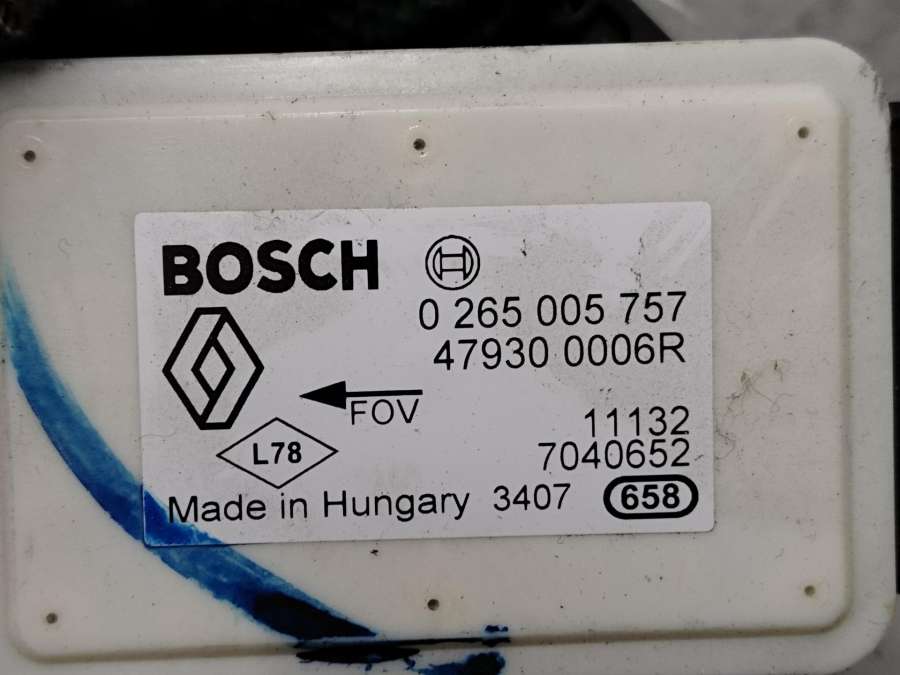 BOSCH
0 265 005 757
47930 0006R
FOV
11132
L78
7040652
Made in Hungary 3407 658